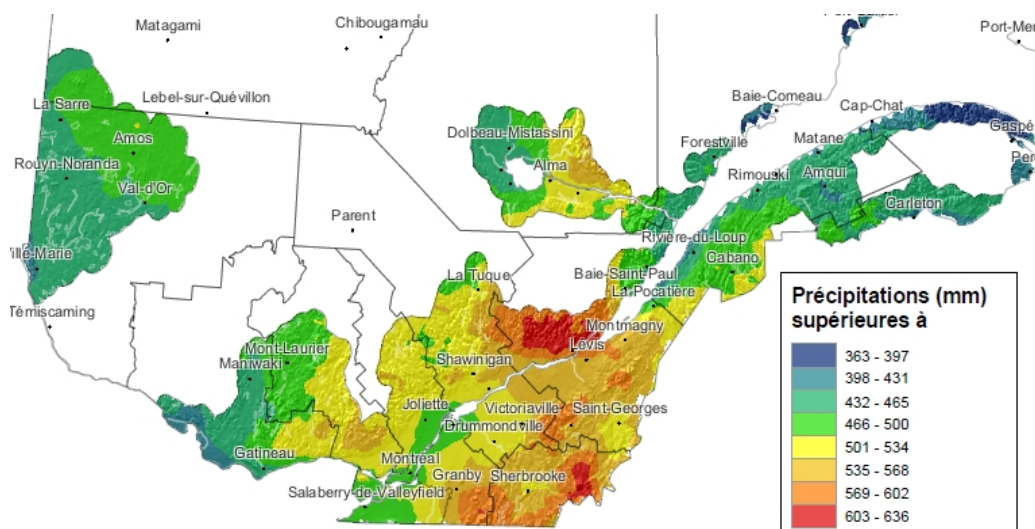 Matagami
Chibougamau
Port-Me
La Sarre
Lebel-sur-Quévillon
Baie-Comeau
Cap-Chat
Amos
Dolbeau-Mistassini
Forestville
Matane
Gaspé
Rouyn-Noranda
Alma
Rimouski
Amqui
Per
Val-d'Or
Parent
Carleton
Ville-Marie
Rivière-du-Loup
La Tuque
Baie-Saint-Paul
Cabano
La Pocatière
Témiscaming
Montmagny
Mont-Laurier
Maniwaki
Shawinigan
Lévis
Joliette
Victoriaville
Saint-Georges
Drummondville
Gatineau
Montréal
Granby
Sherbrooke
Salaberry-de-Valleyfield
Précipitations (mm)
supérieures à
363 - 397
398 - 431
432 - 465
466 - 500
501 - 534
535 - 568
569 - 602
603 - 636